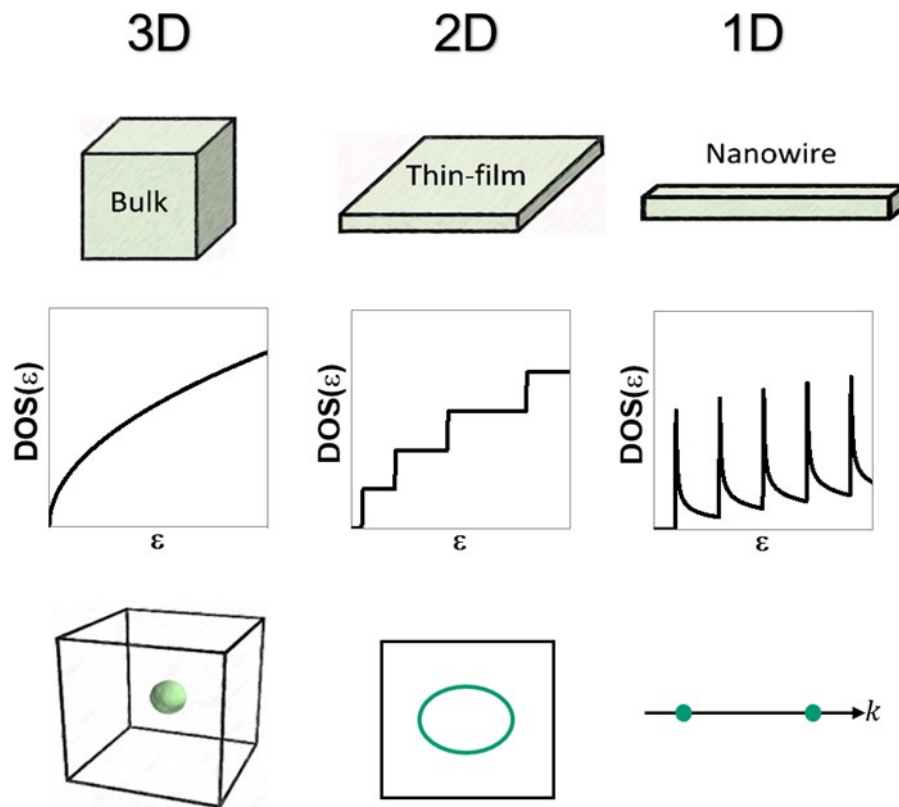 3D 2D 1D
Bulk
Thin-film
Nanowire
DOS(ε)
ε
DOS(ε)
ε
DOS(ε)
ε
k